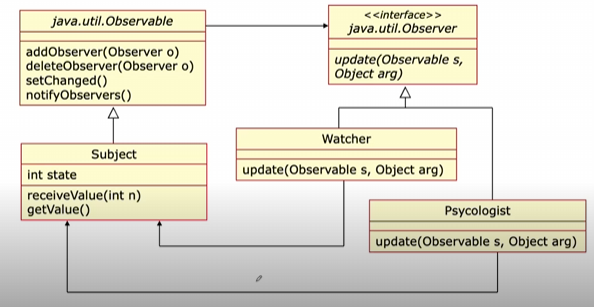 java.util.Observable
addObserver(Observer o)
deleteObserver(Observer o)
setChanged()
notifyObservers()
<<interface>>
java.util.Observer
update(Observable s,
Object arg)
Subject
int state
receiveValue(int n)
getValue()
Watcher
update(Observable s, Object arg)
Psycologist
update(Observable s, Object arg)